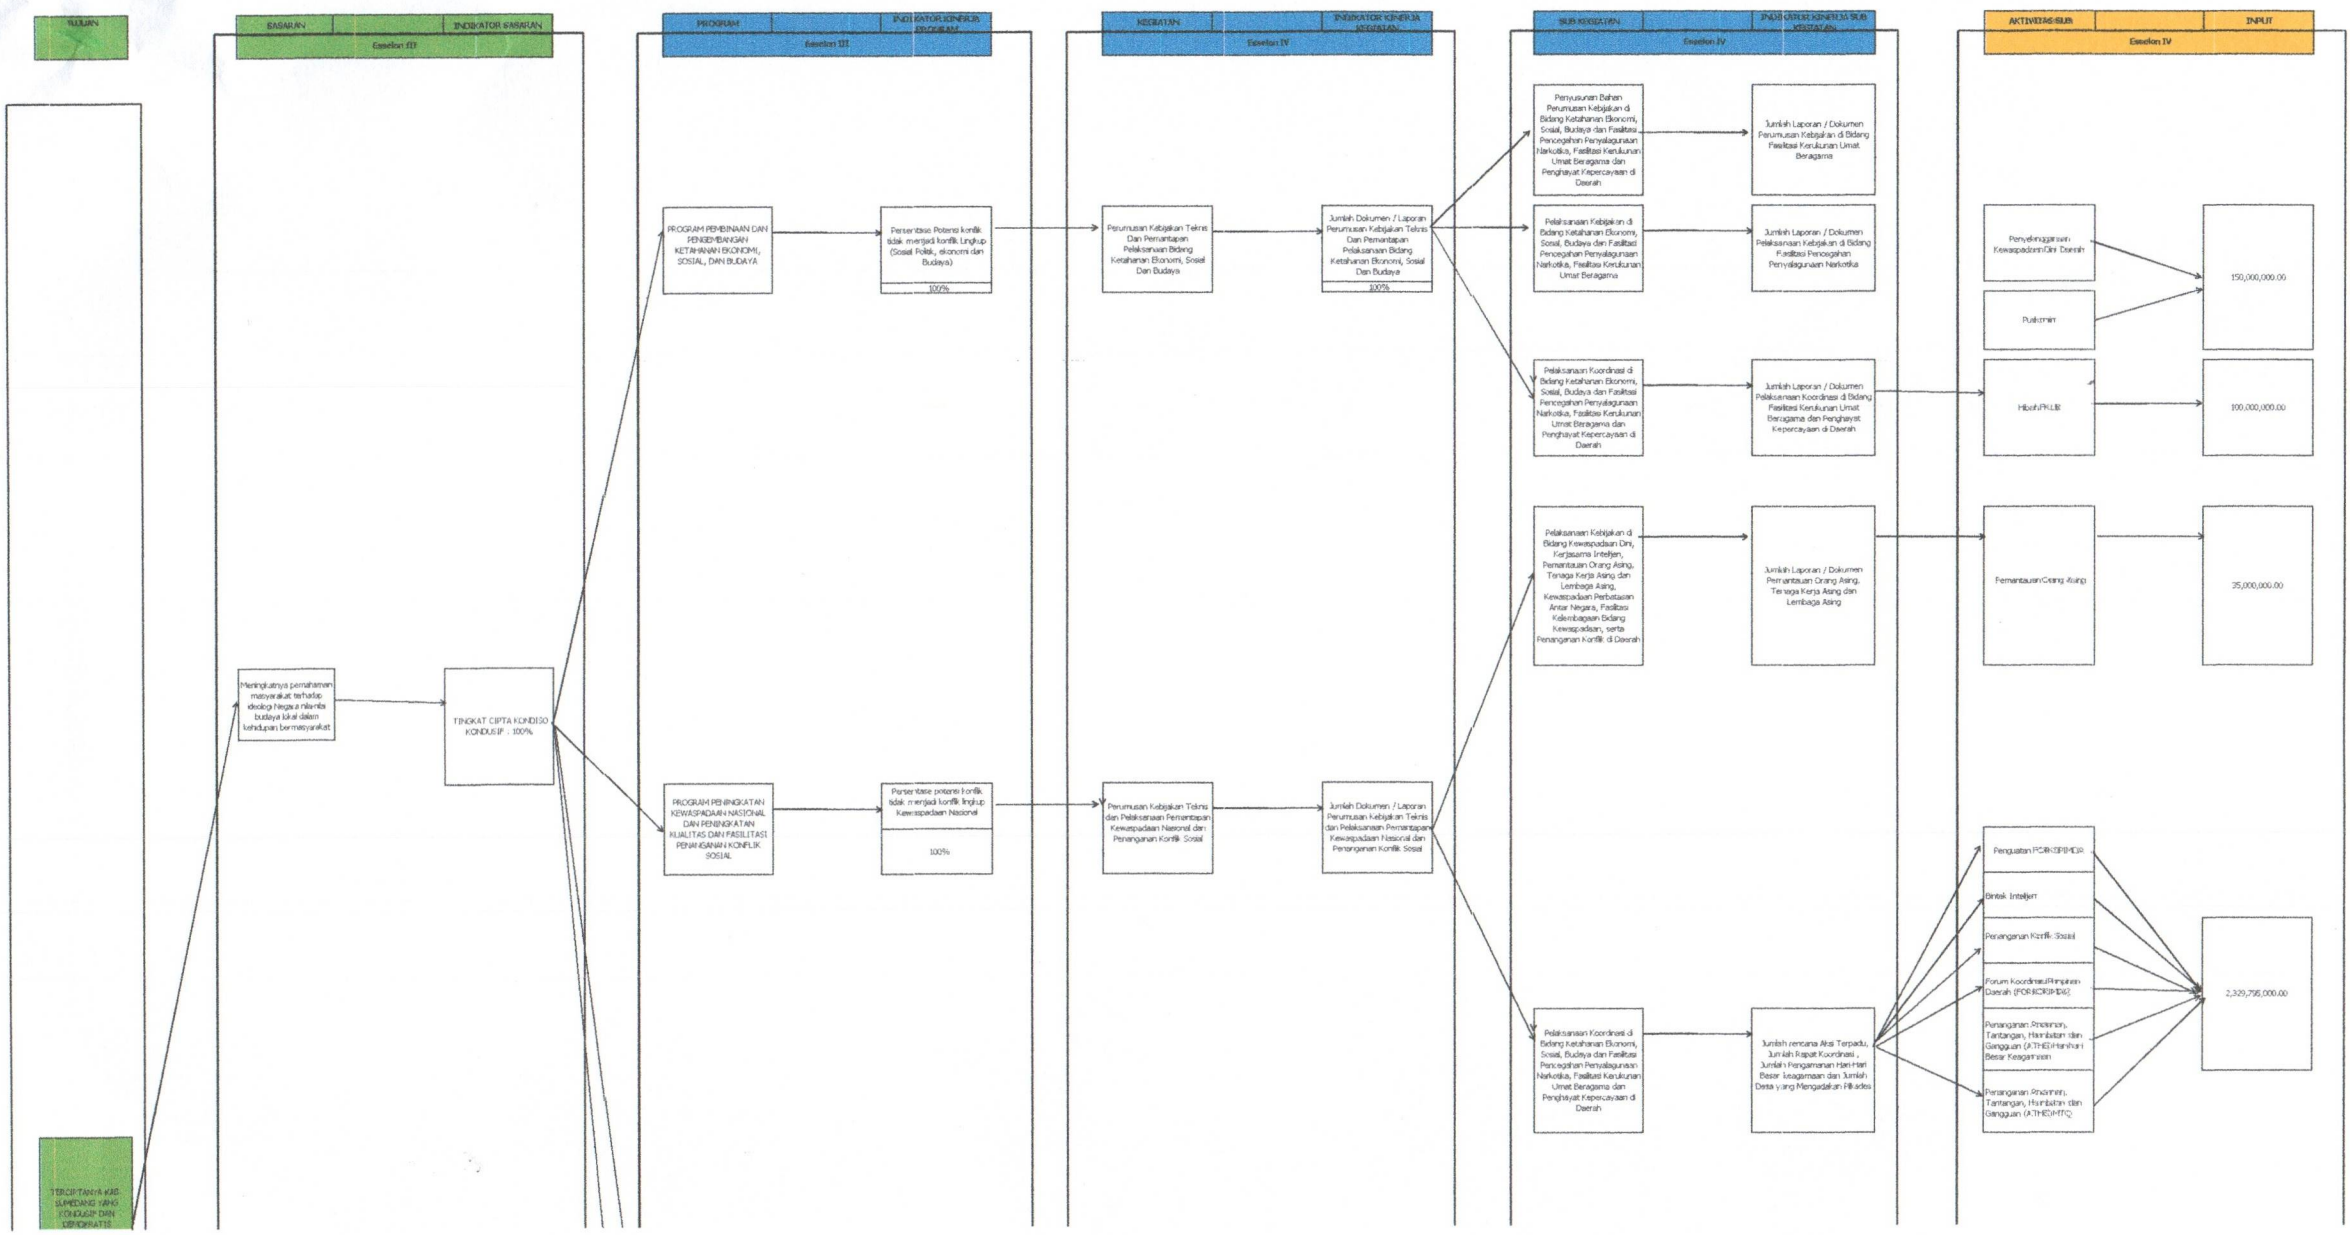 TUJUAN
SASARAN
INDIKATOR SASARAN
Esselon III
PROGRAM
INDIKATOR KINERJA
PROGRAM
Esselon III
KEGIATAN
INDIKATOR KINERJA
KEGIATAN
Esselon IV
SUB KEGIATAN
INDIKATOR KINERJA SUB
KEGIATAN
Esselon IV
AKTIVITAS SUB
INPUT
Esselon IV
TERCIPTANYA KAB
SUMEDANG YANG
KONDUSIF DAN
DEMOKRATIS
Meningkatnya pemahaman
masyarakat terhadap
ideologi Negara nilai-nilai
budaya lokal dalam
kehidupan bermasyarakat
TINGKAT CIPTA KONDISO
KONDUSIF : 100%
PROGRAM PEMBINAAN DAN
PENGEMBANGAN
KETAHANAN EKONOMI,
SOSIAL, DAN BUDAYA
Persentase Potensi konflik
tidak menjadi konflik Lingkup
(Sosial Politik, ekonomi dan
Budaya)
100%
Perumusan Kebijakan Teknis
Dan Pemantapan
Pelaksanaan Bidang
Ketahanan Ekonomi, Sosial
Dan Budaya
Jumlah Dokumen / Laporan
Perumusan Kebijakan Teknis
Dan Pemantapan
Pelaksanaan Bidang
Ketahanan Ekonomi, Sosial
Dan Budaya
100%
Penyusunan Bahan
Perumusan Kebijakan di
Bidang Ketahanan Ekonomi,
Sosial, Budaya dan Fasilitasi
Pencegahan Penyalagunaan
Narkotika, Fasilitasi Kerukunan
Umat Beragama dan
Penghayat Kepercayaan di
Daerah
Jumlah Laporan / Dokumen
Perumusan Kebijakan di Bidang
Fasilitasi Kerukunan Umat
Beragama
Pelaksanaan Kebijakan di
Bidang Ketahanan Ekonomi,
Sosial, Budaya dan Fasilitasi
Pencegahan Penyalagunaan
Narkotika, Fasilitasi Kerukunan
Umat Beragama
Jumlah Laporan / Dokumen
Pelaksanaan Kebijakan di Bidang
Fasilitasi Pencegahan
Penyalagunaan Narkotika
Penyelenggaraan
Kewaspadaan Dini Daerah
Puskomin
150,000,000.00
Pelaksanaan Koordinasi di
Bidang Ketahanan Ekonomi,
Sosial, Budaya dan Fasilitasi
Pencegahan Penyalagunaan
Narkotika, Fasilitasi Kerukunan
Umat Beragama dan
Penghayat Kepercayaan di
Daerah
Jumlah Laporan / Dokumen
Pelaksanaan Koordinasi di Bidang
Fasilitasi Kerukunan Umat
Beragama dan Penghayat
Kepercayaan di Daerah
Hibah FKUB
100,000,000.00
Pelaksanaan Kebijakan di
Bidang Kewaspadaan Dini,
Kerjasama Intelijen,
Pemantauan Orang Asing,
Tenaga Kerja Asing dan
Lembaga Asing,
Kewaspadaan Perbatasan
Antar Negara, Fasilitasi
Kelembagaan Bidang
Kewaspadaan, serta
Penanganan Konflik di Daerah
Jumlah Laporan / Dokumen
Pemantauan Orang Asing,
Tenaga Kerja Asing dan
Lembaga Asing
Pemantauan Orang Asing
35,000,000.00
PROGRAM PENINGKATAN
KEWASPADAAN NASIONAL
DAN PENINGKATAN
KUALITAS DAN FASILITASI
PENANGANAN KONFLIK
SOSIAL
Persentase potensi konflik
tidak menjadi konflik lingkup
Kewaspadaan Nasional
100%
Perumusan Kebijakan Teknis
dan Pelaksanaan Pemantapan
Kewaspadaan Nasional dan
Penanganan Konflik Sosial
Jumlah Dokumen / Laporan
Perumusan Kebijakan Teknis
dan Pelaksanaan Pemantapan
Kewaspadaan Nasional dan
Penanganan Konflik Sosial
Pelaksanaan Koordinasi di
Bidang Ketahanan Ekonomi,
Sosial, Budaya dan Fasilitasi
Pencegahan Penyalagunaan
Narkotika, Fasilitasi Kerukunan
Umat Beragama dan
Penghayat Kepercayaan di
Daerah
Jumlah rencana Aksi Terpadu,
Jumlah Rapat Koordinasi ,
Jumlah Pengamanan Hari-Hari
Besar keagamaan dan Jumlah
Desa yang Mengadakan Pilkades
Penguatan FORKOPIMDA
Bintek Intelijen
Penanganan Konflik Sosial
Forum Koordinasi Pimpinan
Daerah (FORKOPIMDA)
Penanganan Ancaman,
Tantangan, Hambatan dan
Gangguan (ATHG) Hari-hari
Besar Keagamaan
Penanganan Ancaman,
Tantangan, Hambatan dan
Gangguan (ATHG) MTQ
2,329,795,000.00